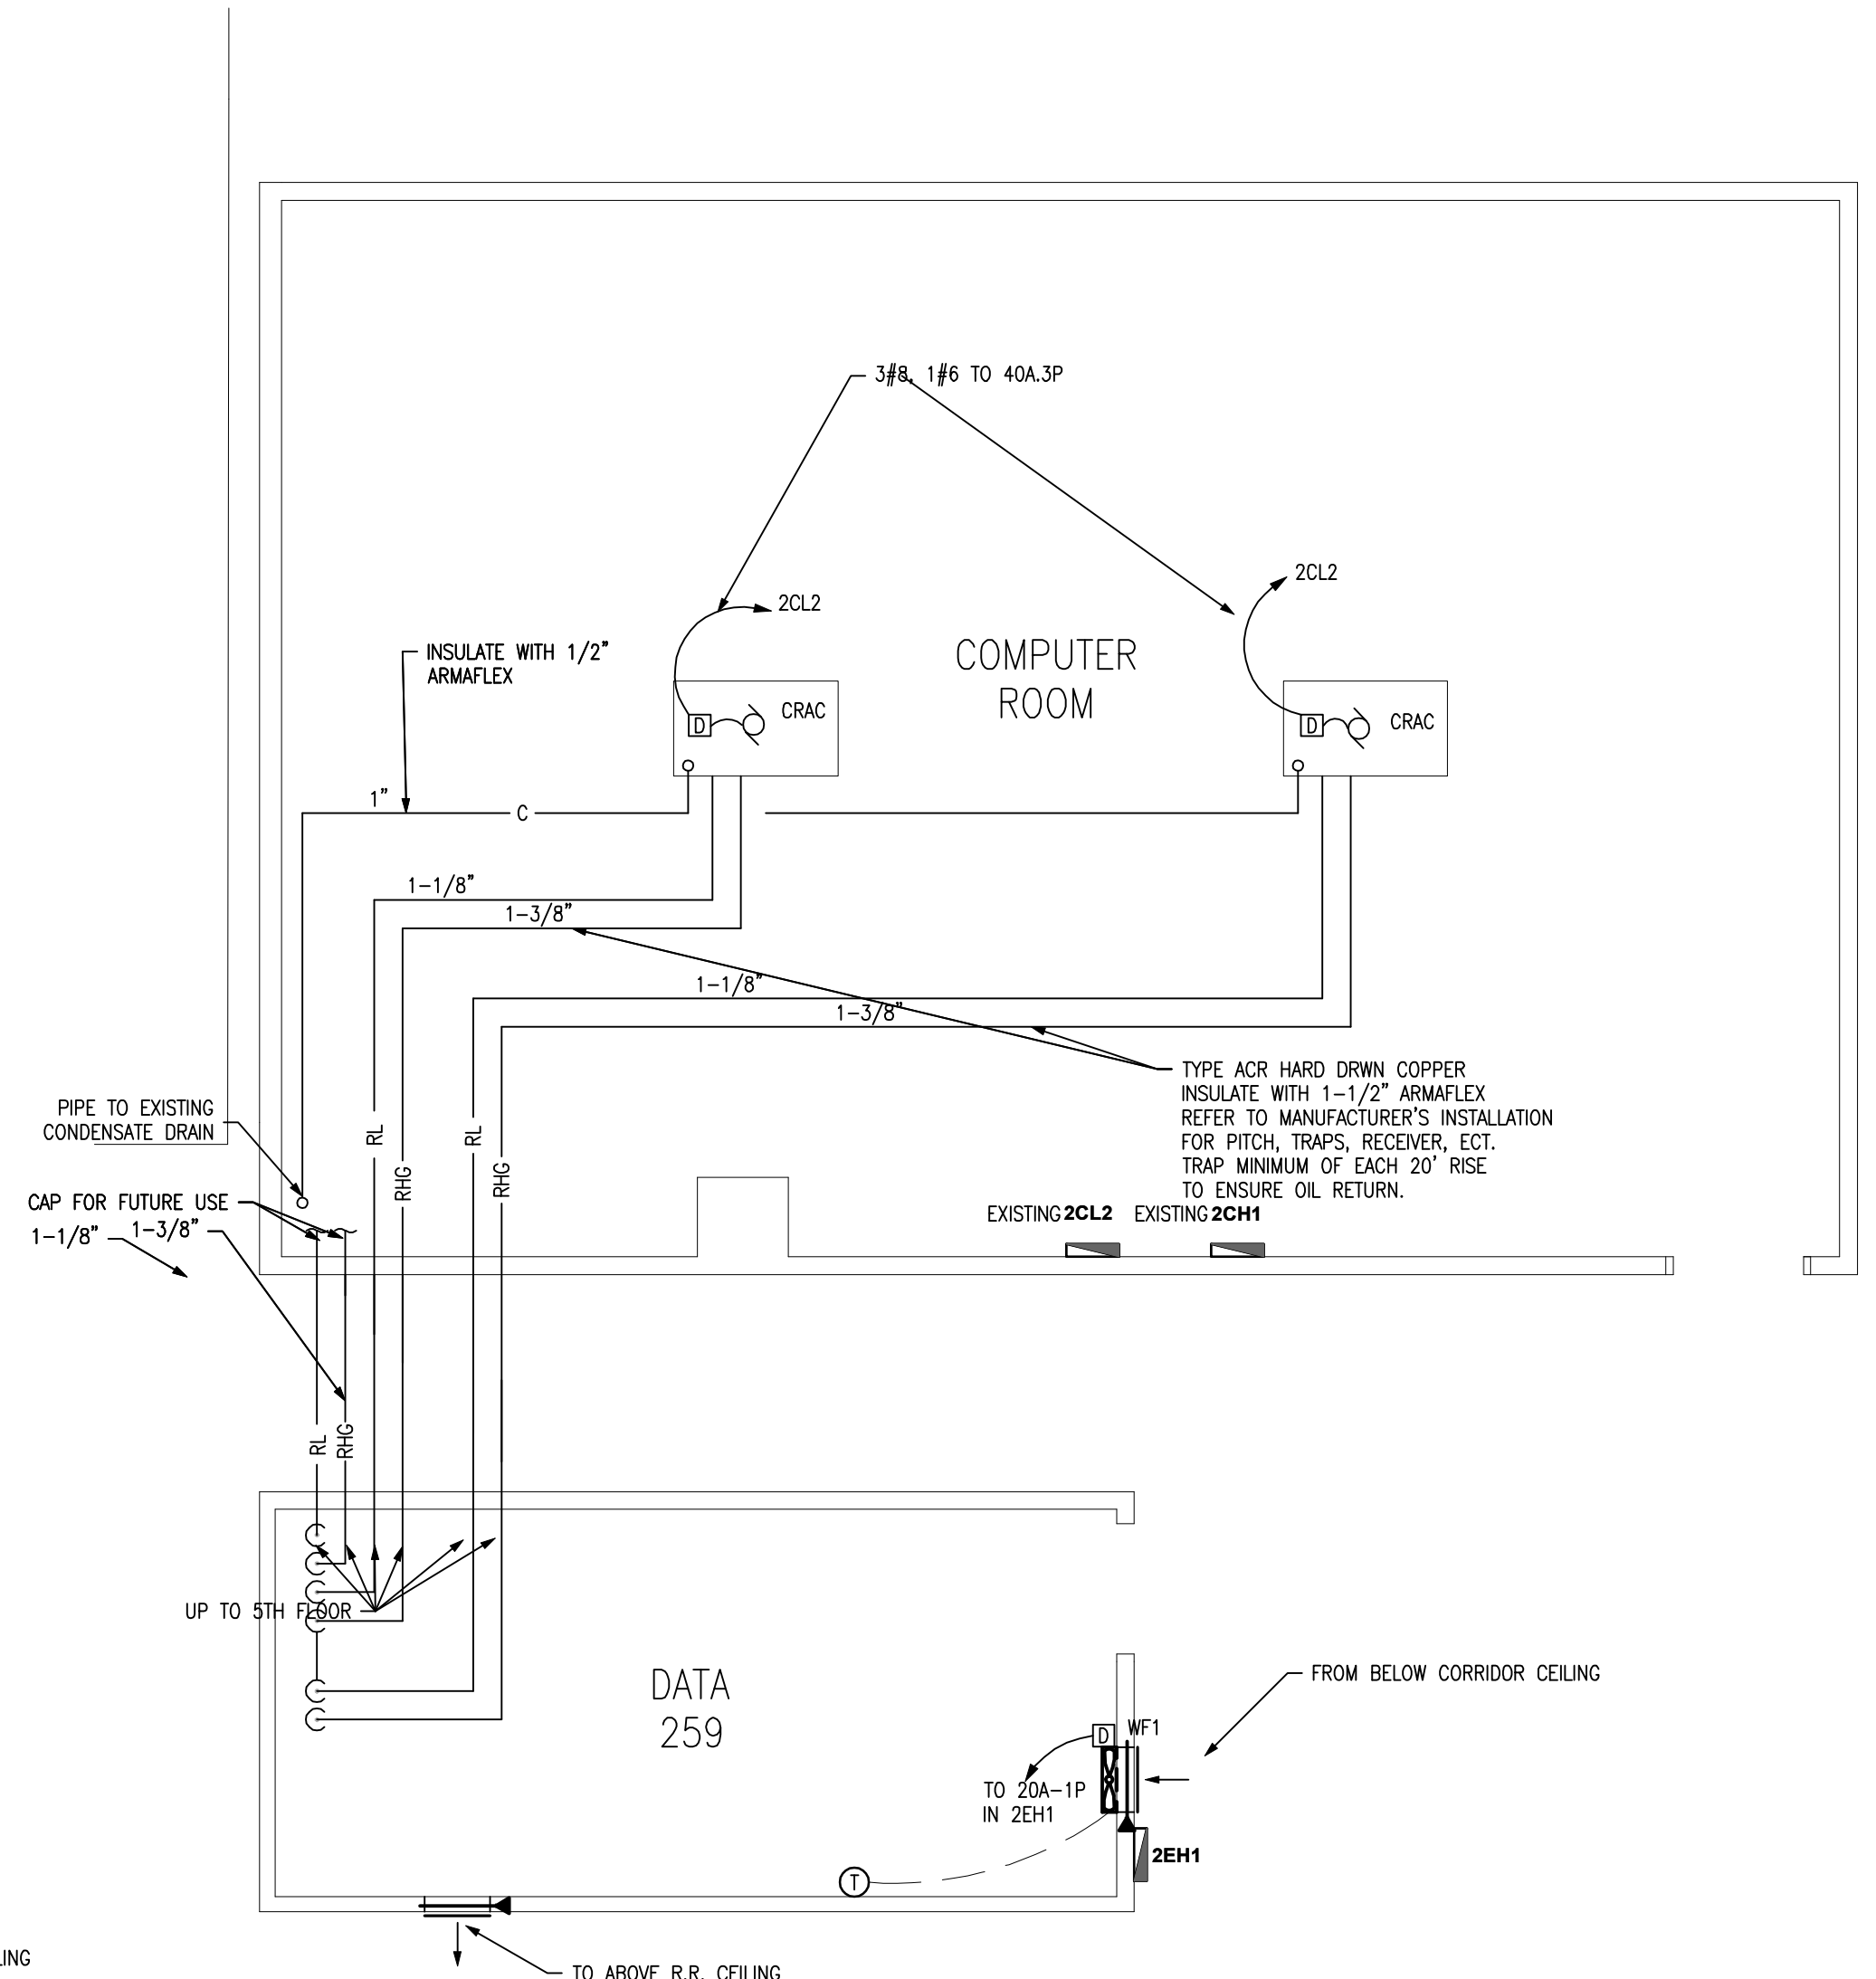 3#8, 1#6 TO 40A.3P
2CL2
2CL2
INSULATE WITH 1/2"
ARMAFLEX
COMPUTER
ROOM
D
CRAC
D
CRAC
1"
C
1-1/8"
1-3/8"
1-1/8"
1-3/8"
TYPE ACR HARD DRWN COPPER
INSULATE WITH 1-1/2" ARMAFLEX
REFER TO MANUFACTURER'S INSTALLATION
FOR PITCH, TRAPS, RECEIVER, ECT.
TRAP MINIMUM OF EACH 20' RISE
TO ENSURE OIL RETURN.
PIPE TO EXISTING
CONDENSATE DRAIN
RL
RL
RHG
RHG
CAP FOR FUTURE USE
1-1/8" 1-3/8"
EXISTING 2CL2 EXISTING 2CH1
RL
RHG
UP TO 5TH FLOOR
DATA
259
FROM BELOW CORRIDOR CEILING
D
WF1
TO 20A-1P
IN 2EH1
2EH1
T
LING
TO ABOVE R.R. CEILING